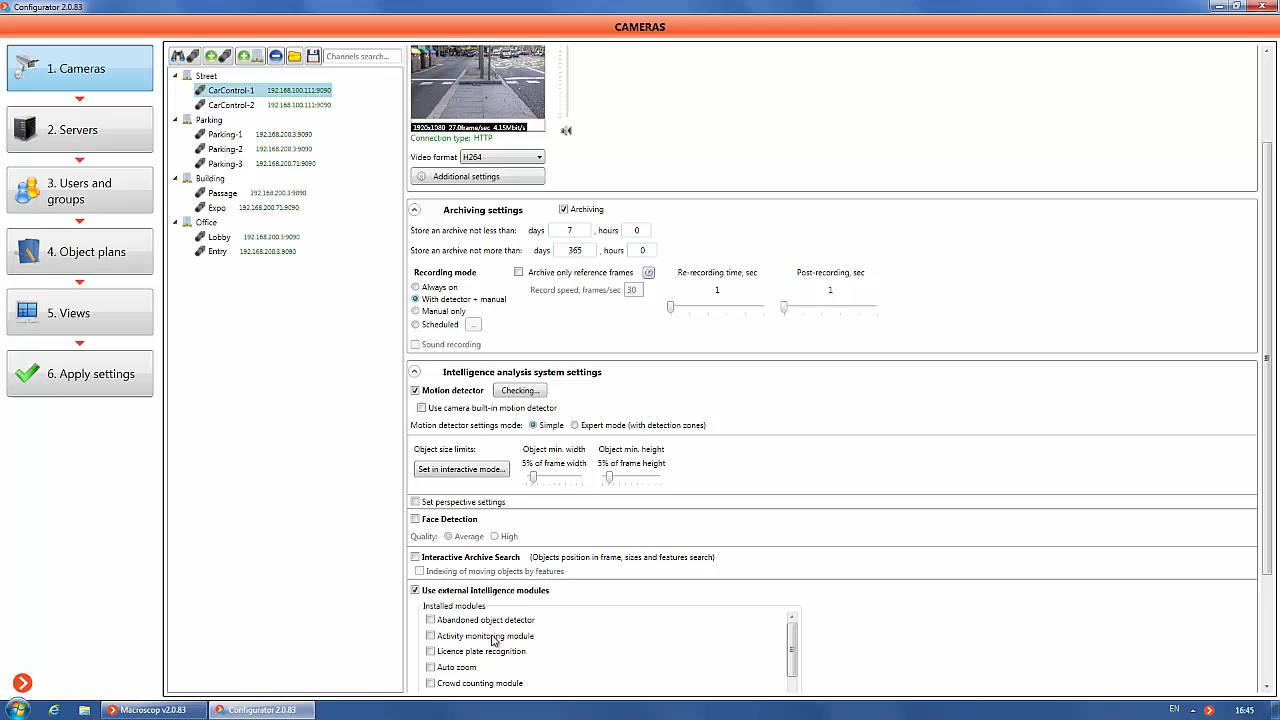 Configurator 2.0.83
CAMERAS
1. Cameras
2. Servers
3. Users and
groups
4. Object plans
5. Views
6. Apply settings
Channels search...
Street
CarControl-1 192.168.100.111:9090
CarControl-2 192.168.100.111:9090
Parking
Parking-1 192.168.200.3:9090
Parking-2 192.168.200.3:9090
Parking-3 192.168.200.71:9090
Building
Passage 192.168.200.3:9090
Expo 192.168.200.71:9090
Office
Lobby 192.168.200.3:9090
Entry 192.168.200.3:9090
1920x1080 27.0frame/sec 4.15Mbit/s
Connection type: HTTP
Video format H264
Additional settings
Archiving settings Archiving
Store an archive not less than: days 7 , hours 0
Store an archive not more than: days 365 , hours 0
Recording mode Archive only reference frames Re-recording time, sec Post-recording, sec
Always on Record speed, frames/sec 30 1 1
With detector + manual
Manual only
Scheduled ...
Sound recording
Intelligence analysis system settings
Motion detector Checking...
Use camera built-in motion detector
Motion detector settings mode: Simple Expert mode (with detection zones)
Object size limits: Object min. width Object min. height
Set in interactive mode... 5% of frame width 5% of frame height
Set perspective settings
Face Detection
Quality: Average High
Interactive Archive Search (Objects position in frame, sizes and features search)
Indexing of moving objects by features
Use external intelligence modules
Installed modules
Abandoned object detector
Activity monitoring module
Licence plate recognition
Auto zoom
Crowd counting module
Macroscop v2.0.83 Configurator 2.0.83 EN 16:45